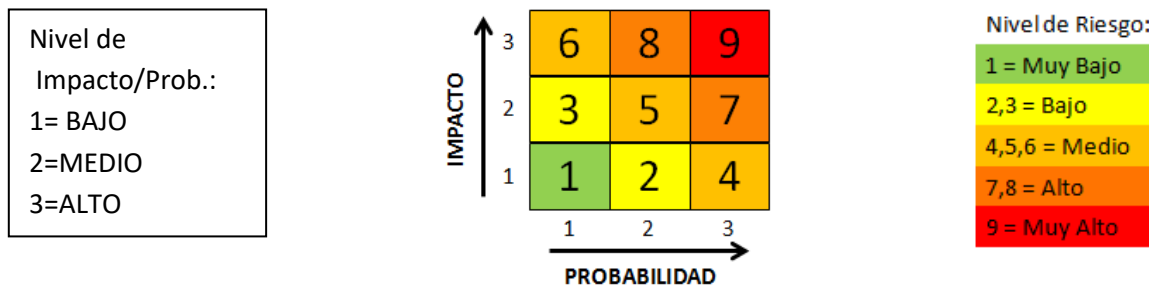 Nivel de
Impacto/Prob.:
1= BAJO
2=MEDIO
3=ALTO
IMPACTO
3 6 8 9
2 3 5 7
1 1 2 4
1 2 3
PROBABILIDAD
Nivel de Riesgo:
1 = Muy Bajo
2,3 = Bajo
4,5,6 = Medio
7,8 = Alto
9 = Muy Alto